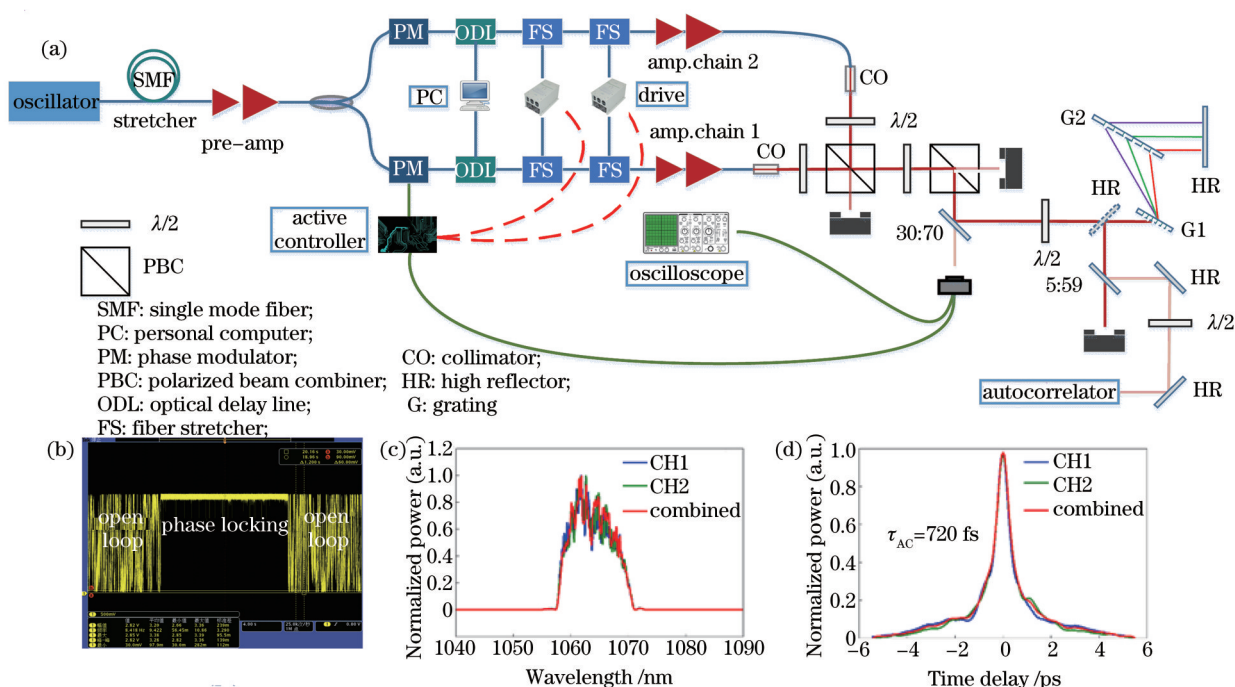 (a)
oscillator
SMF
stretcher
pre-amp
PM
ODL
FS
FS
amp.chain 2
CO
PC
drive
λ/2
amp.chain 1
PM
ODL
FS
FS
CO
G2
HR
HR
G1
active
controller
oscilloscope
30:70
λ/2
5:59
HR
λ/2
HR
autocorrelator
λ/2
PBC
SMF: single mode fiber;
PC: personal computer;
PM: phase modulator;
CO: collimator;
PBC: polarized beam combiner;
HR: high reflector;
ODL: optical delay line;
G: grating
FS: fiber stretcher;
(b)
open
loop
phase locking
open
loop
(c)
Normalized power (a.u.)
1.2
1.0
0.8
0.6
0.4
0.2
0
CH1
CH2
combined
1040
1050
1060
1070
1080
1090
Wavelength /nm
(d)
Normalized power (a.u.)
1.0
0.8
0.6
0.4
0.2
0
CH1
CH2
combined
τAC=720 fs
−6
−4
−2
0
2
4
6
Time delay /ps